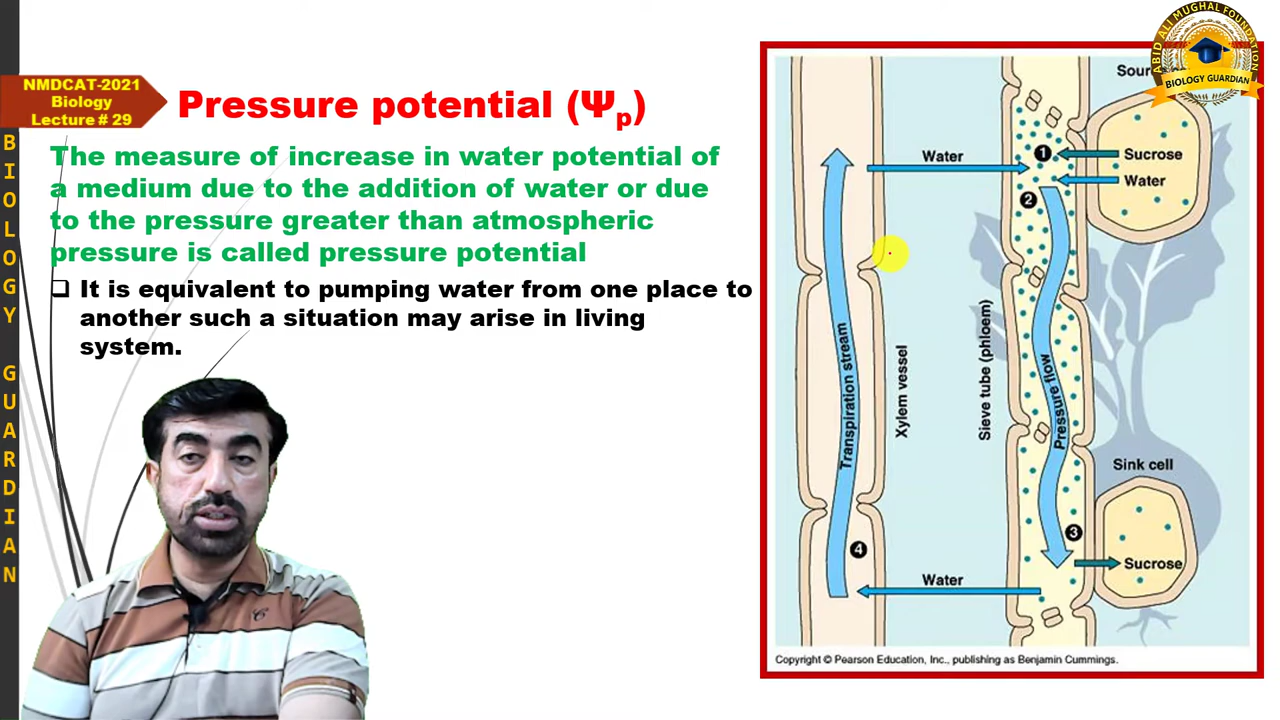 NMDCAT-2021
Biology
Lecture # 29
BIOLOGY GUARDIAN
Pressure potential (Ψp)
The measure of increase in water potential of
a medium due to the addition of water or due
to the pressure greater than atmospheric
pressure is called pressure potential
❑ It is equivalent to pumping water from one place to
another such a situation may arise in living
system.
ABID ALI MUGHAL FOUNDATION
BIOLOGY GUARDIAN
Sour
Water
1
Sucrose
Water
2
Transpiration stream
Xylem vessel
Sieve tube (phloem)
Pressure flow
Sink cell
3
4
Sucrose
Water
Copyright © Pearson Education, Inc., publishing as Benjamin Cummings.